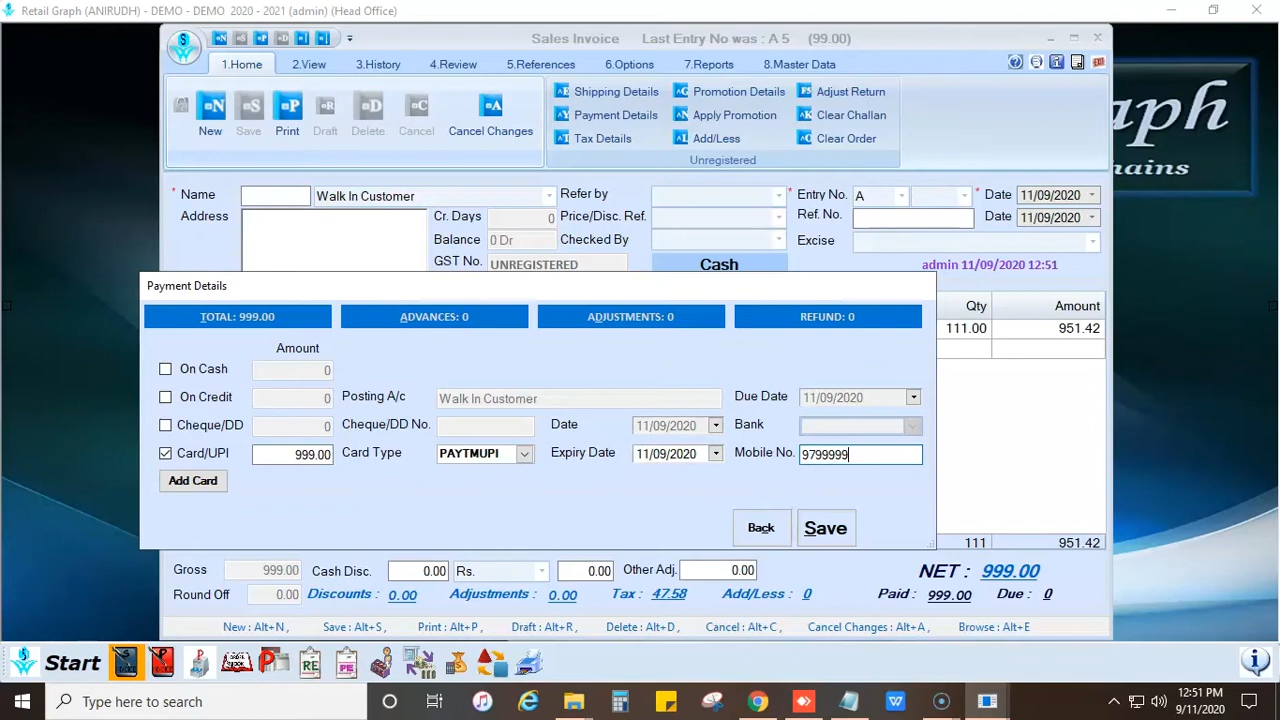 Retail Graph (ANIRUDH) - DEMO - DEMO 2020 - 2021 (admin) (Head Office)
Sales Invoice Last Entry No was : A 5 (99.00)
1.Home 2.View 3.History 4.Review 5.References 6.Options 7.Reports 8.Master Data
N S P R D C A
New Save Print Draft Delete Cancel Cancel Changes
Shipping Details Promotion Details Adjust Return
Payment Details Apply Promotion Clear Challan
Tax Details Add/Less Clear Order
Unregistered
aph
hains
* Name Walk In Customer Refer by * Entry No. A * Date 11/09/2020
Address Cr. Days 0 Price/Disc. Ref. Ref. No. Date 11/09/2020
Balance 0 Dr Checked By Excise
GST No. UNREGISTERED Cash admin 11/09/2020 12:51
Payment Details
TOTAL: 999.00 ADVANCES: 0 ADJUSTMENTS: 0 REFUND: 0
Qty Amount
111.00 951.42
Amount
On Cash 0
On Credit 0 Posting A/c Walk In Customer Due Date 11/09/2020
Cheque/DD 0 Cheque/DD No. Date 11/09/2020 Bank
Card/UPI 999.00 Card Type PAYTMUPI Expiry Date 11/09/2020 Mobile No. 9799999
Add Card
Back Save
111 951.42
Gross 999.00 Cash Disc. 0.00 Rs. 0.00 Other Adj. 0.00 NET : 999.00
Round Off 0.00 Discounts : 0.00 Adjustments : 0.00 Tax : 47.58 Add/Less : 0 Paid : 999.00 Due : 0
New : Alt+N , Save : Alt+S , Print : Alt+P , Draft : Alt+R , Delete : Alt+D , Cancel : Alt+C , Cancel Changes : Alt+A , Browse : Alt+E
Start
RE PE
Type here to search
12:51 PM
9/11/2020